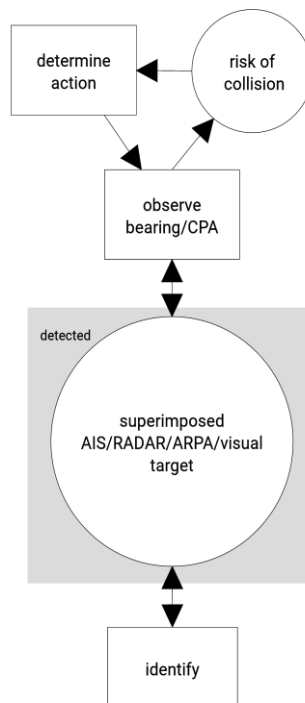 determine
action
risk of
collision
observe
bearing/CPA
detected
superimposed
AIS/RADAR/ARPA/visual
target
identify